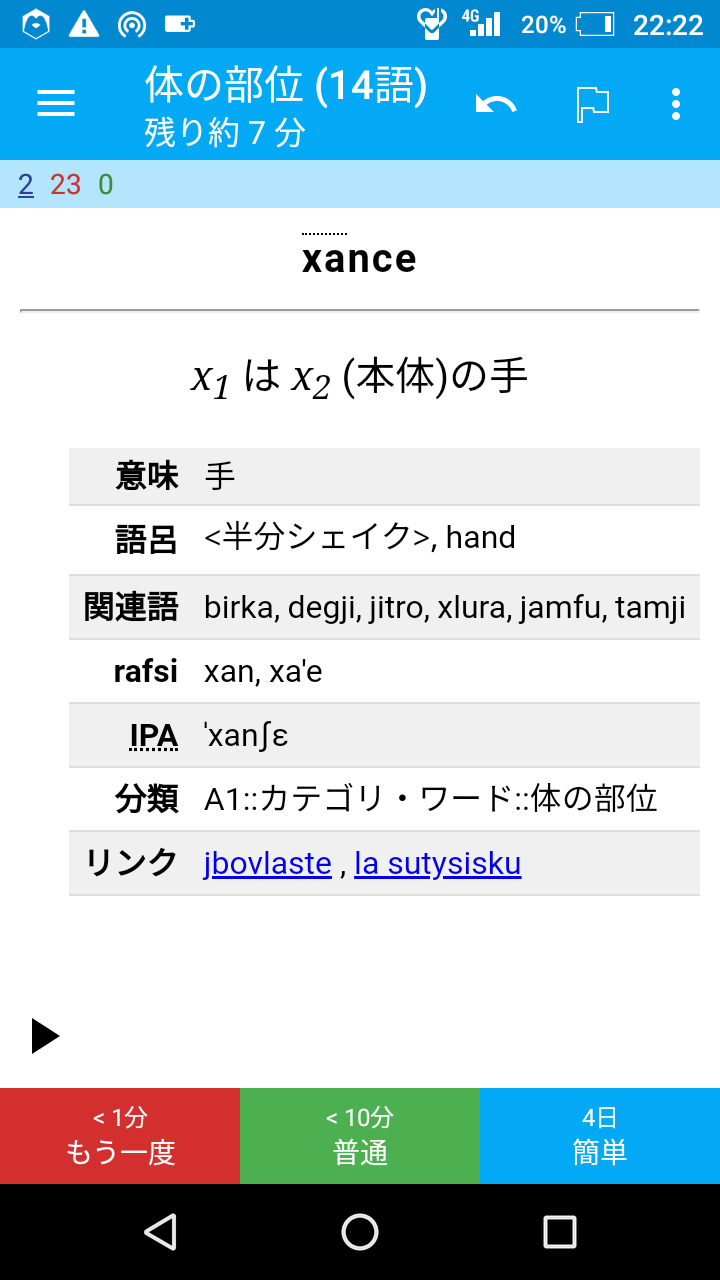 4G 20% 22:22
体の部位 (14語)
残り約 7 分
2 23 0
xance
x1 は x2 (本体)の手
意味 手
語呂 <半分シェイク>, hand
関連語 birka, degji, jitro, xlura, jamfu, tamji
rafsi xan, xa'e
IPA ˈxanʃɛ
分類 A1::カテゴリ・ワード::体の部位
リンク jbovlaste , la sutysisku
< 1分 < 10分 4日
もう一度 普通 簡単